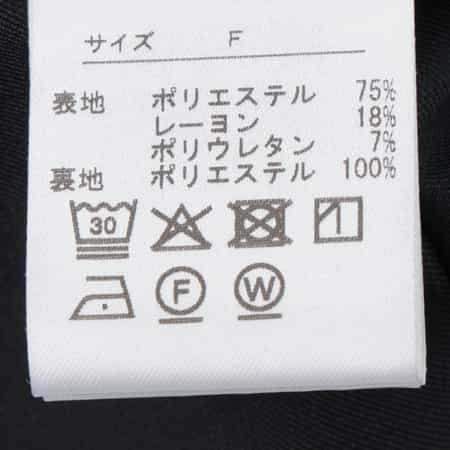 サイズ F
表地 ポリエステル 75%
レーヨン 18%
ポリウレタン 7%
裏地 ポリエステル 100%
30
F W